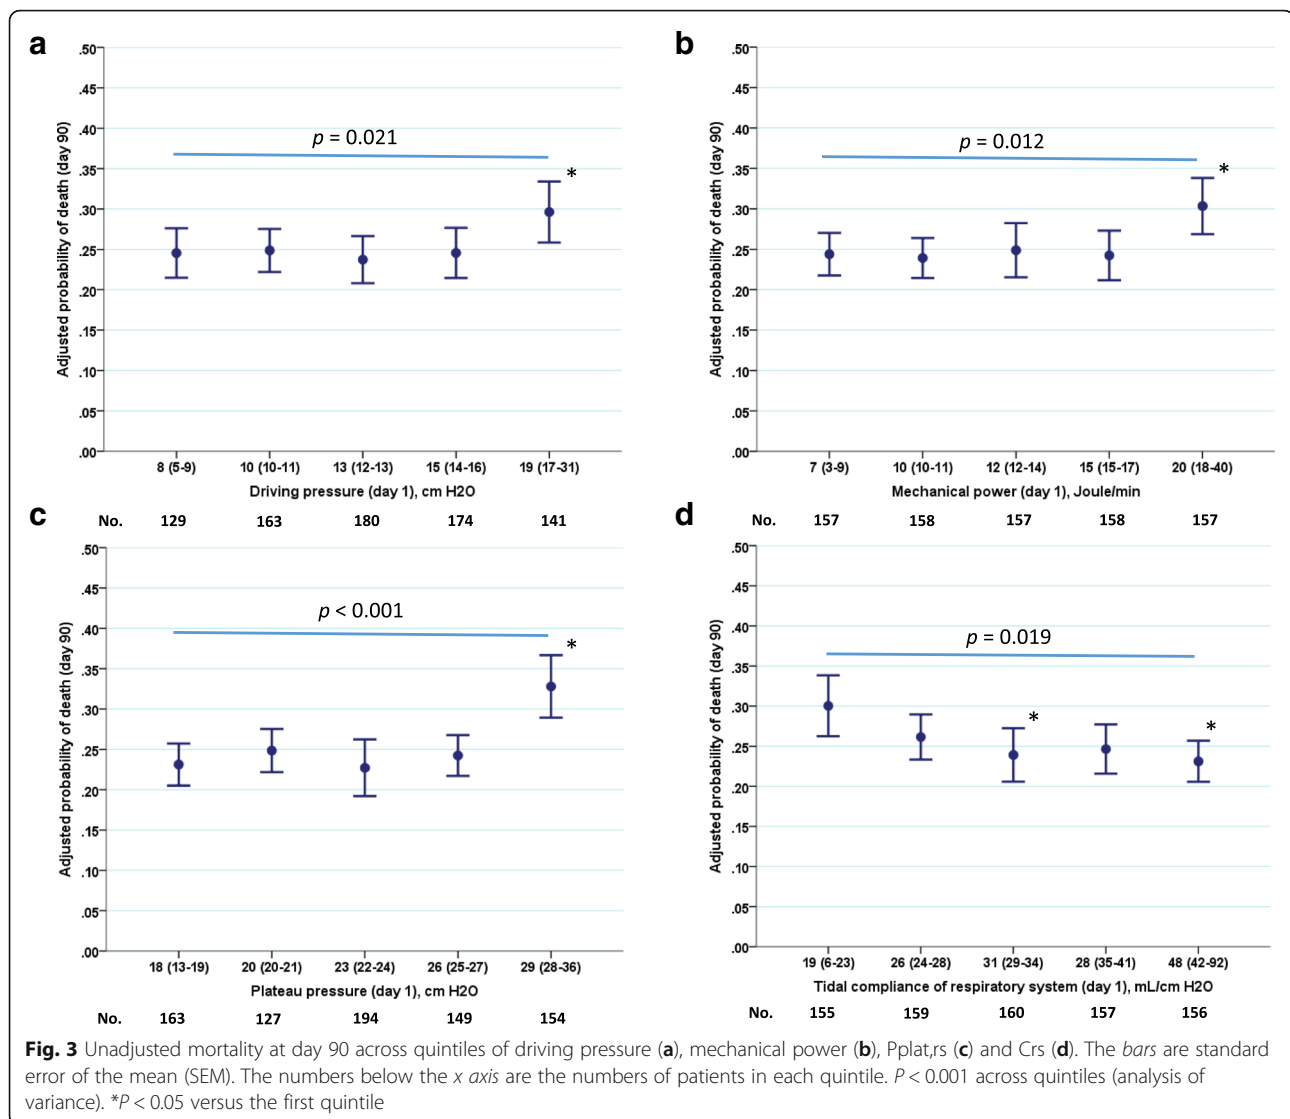 a
.50
.45
.40
.35
.30
.25
.20
.15
.10
.05
.00
Adjusted probability of death (day 90)
p = 0.021
*
8 (5-9) 10 (10-11) 13 (12-13) 15 (14-16) 19 (17-31)
Driving pressure (day 1), cm H2O
No. 129 163 180 174 141
b
.50
.45
.40
.35
.30
.25
.20
.15
.10
.05
.00
Adjusted probability of death (day 90)
p = 0.012
*
7 (3-9) 10 (10-11) 12 (12-14) 15 (15-17) 20 (18-40)
Mechanical power (day 1), Joule/min
No. 157 158 157 158 157
c
.50
.45
.40
.35
.30
.25
.20
.15
.10
.05
.00
Adjusted probability of death (day 90)
p < 0.001
*
18 (13-19) 20 (20-21) 23 (22-24) 26 (25-27) 29 (28-36)
Plateau pressure (day 1), cm H2O
No. 163 127 194 149 154
d
.50
.45
.40
.35
.30
.25
.20
.15
.10
.05
.00
Adjusted probability of death (day 90)
p = 0.019
* *
19 (6-23) 26 (24-28) 31 (29-34) 28 (35-41) 48 (42-92)
Tidal compliance of respiratory system (day 1), mL/cm H2O
No. 155 159 160 157 156
Fig. 3 Unadjusted mortality at day 90 across quintiles of driving pressure (a), mechanical power (b), Pplat,rs (c) and Crs (d). The bars are standard
error of the mean (SEM). The numbers below the x axis are the numbers of patients in each quintile. P < 0.001 across quintiles (analysis of
variance). *P < 0.05 versus the first quintile